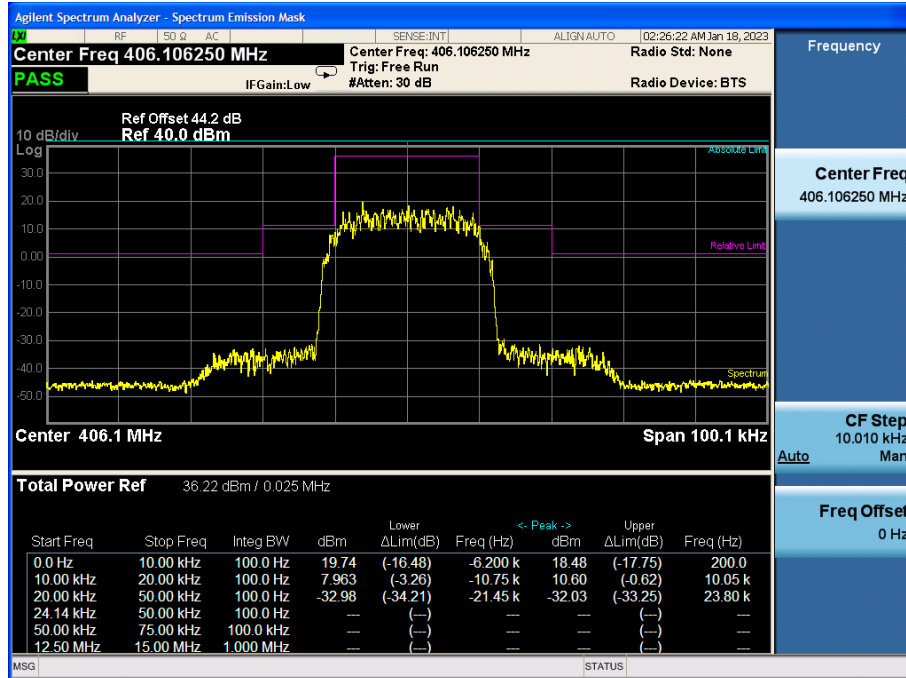 Agilent Spectrum Analyzer - Spectrum Emission Mask
LXI RF 50 Ω AC SENSE:INT ALIGN AUTO 02:26:22 AM Jan 18, 2023
Center Freq 406.106250 MHz
Center Freq: 406.106250 MHz
Radio Std: None
Trig: Free Run
PASS
IFGain:Low
#Atten: 30 dB
Radio Device: BTS
Ref Offset 44.2 dB
10 dB/div Ref 40.0 dBm
Log
Absolute Limit
30.0
20.0
10.0
Relative Limit
0.00
-10.0
-20.0
-30.0
-40.0
Spectrum
-50.0
Center 406.1 MHz Span 100.1 kHz
Total Power Ref 36.22 dBm / 0.025 MHz
Lower <- Peak -> Upper
Start Freq Stop Freq Integ BW dBm ΔLim(dB) Freq (Hz) dBm ΔLim(dB) Freq (Hz)
0.0 Hz 10.00 kHz 100.0 Hz 19.74 (-16.48) -6.200 k 18.48 (-17.75) 200.0
10.00 kHz 20.00 kHz 100.0 Hz 7.963 (-3.26) -10.75 k 10.60 (-0.62) 10.05 k
20.00 kHz 50.00 kHz 100.0 Hz -32.98 (-34.21) -21.45 k -32.03 (-33.25) 23.80 k
24.14 kHz 50.00 kHz 100.0 Hz --- (---) --- --- (---) ---
50.00 kHz 75.00 kHz 100.0 kHz --- (---) --- --- (---) ---
12.50 MHz 15.00 MHz 1.000 MHz --- (---) --- --- (---) ---
MSG STATUS
Frequency
Center Freq
406.106250 MHz
CF Step
10.010 kHz
Auto Man
Freq Offset
0 Hz